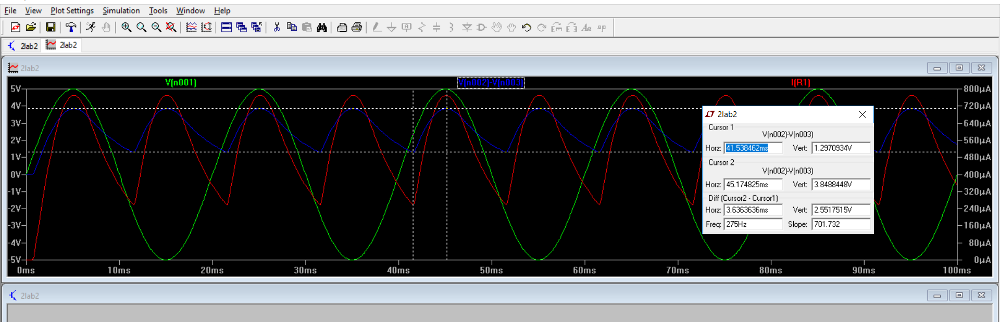 File View Plot Settings Simulation Tools Window Help
2lab2 2lab2
2lab2
V(n001) V(n002)-V(n003) I(R1)
5V 800µA
4V 720µA
3V 640µA
2V 560µA
1V 480µA
0V 400µA
-1V 320µA
-2V 240µA
-3V 160µA
-4V 80µA
-5V 0µA
0ms 10ms 20ms 30ms 40ms 50ms 60ms 70ms 80ms 90ms 100ms
2lab2
Cursor 1
V(n002)-V(n003)
Horz: 41.538462ms Vert: 1.2970934V
Cursor 2
V(n002)-V(n003)
Horz: 45.174825ms Vert: 3.8488448V
Diff (Cursor2 - Cursor1)
Horz: 3.6363636ms Vert: 2.5517515V
Freq: 275Hz Slope: 701.732
2lab2